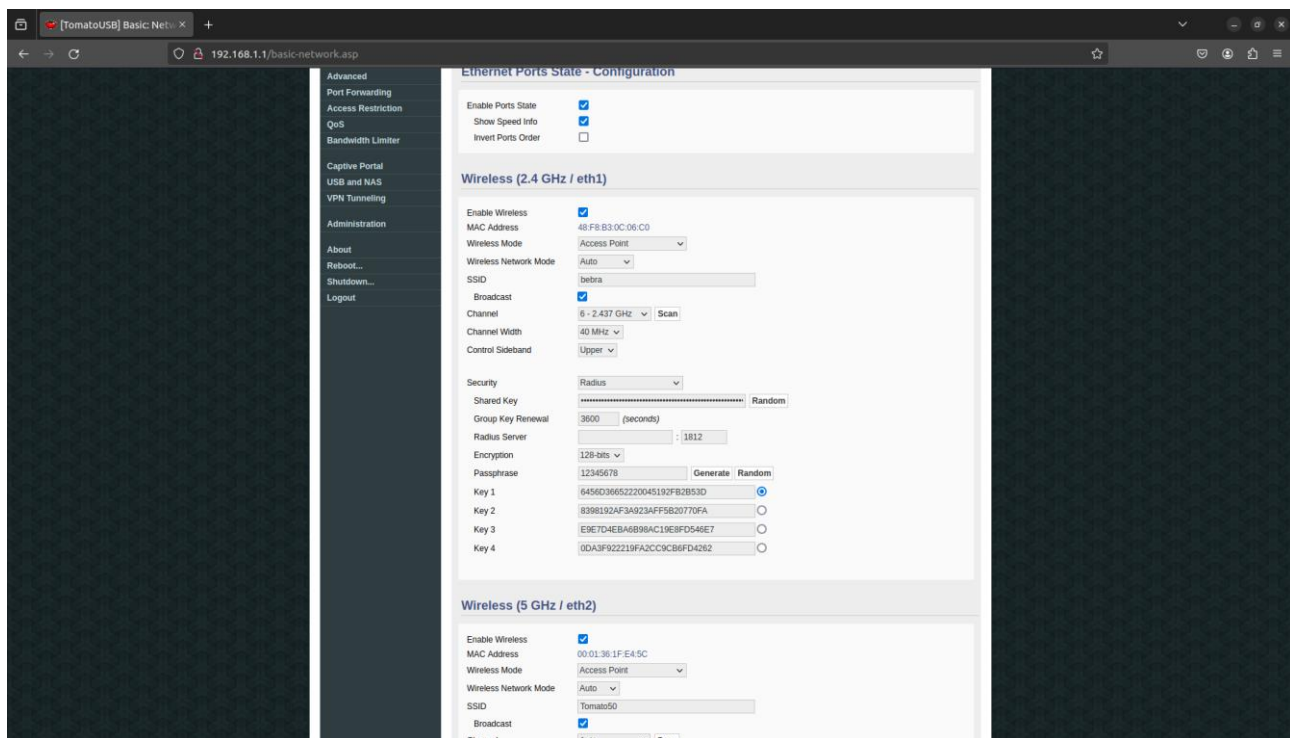 [TomatoUSB] Basic: Netw
192.168.1.1/basic-network.asp
Advanced
Port Forwarding
Access Restriction
QoS
Bandwidth Limiter
Captive Portal
USB and NAS
VPN Tunneling
Administration
About
Reboot...
Shutdown...
Logout
Ethernet Ports State - Configuration
Enable Ports State
Show Speed Info
Invert Ports Order
Wireless (2.4 GHz / eth1)
Enable Wireless
MAC Address 48:F8:B3:0C:06:C0
Wireless Mode Access Point
Wireless Network Mode Auto
SSID bebra
Broadcast
Channel 6 - 2.437 GHz Scan
Channel Width 40 MHz
Control Sideband Upper
Security Radius
Shared Key Random
Group Key Renewal 3600 (seconds)
Radius Server : 1812
Encryption 128-bits
Passphrase 12345678 Generate Random
Key 1 6456D36652220045192FB2B53D
Key 2 8398192AF3A923AFF5B20770FA
Key 3 E9E7D4EBA6B98AC19E8FD546E7
Key 4 0DA3F922219FA2CC9CB6FD4262
Wireless (5 GHz / eth2)
Enable Wireless
MAC Address 00:01:36:1F:E4:5C
Wireless Mode Access Point
Wireless Network Mode Auto
SSID Tomato50
Broadcast